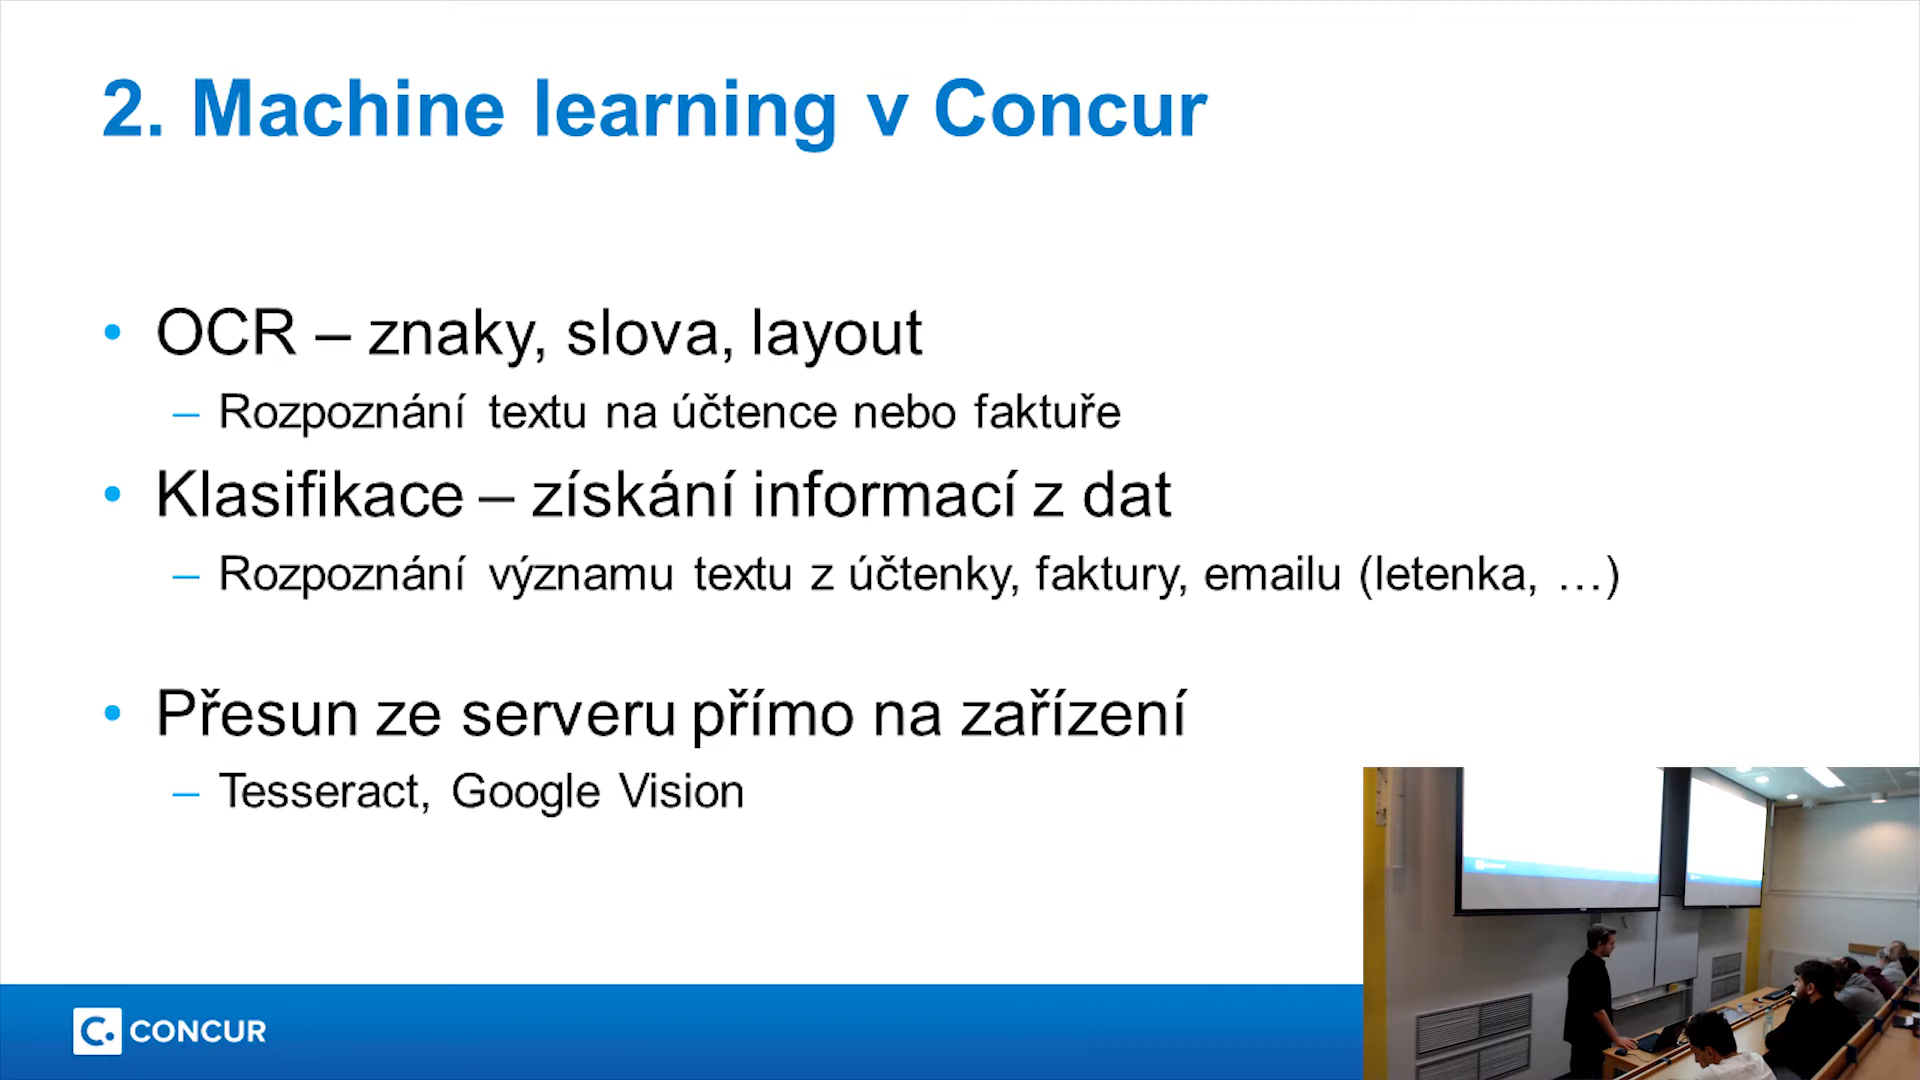 2. Machine learning v Concur
• OCR – znaky, slova, layout
– Rozpoznání textu na účtence nebo faktuře
• Klasifikace – získání informací z dat
– Rozpoznání významu textu z účtenky, faktury, emailu (letenka, …)
• Přesun ze serveru přímo na zařízení
– Tesseract, Google Vision
C. CONCUR